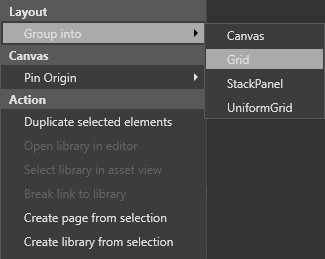 Layout
Group into
Canvas
Pin Origin
Action
Duplicate selected elements
Open library in editor
Select library in asset view
Break link to library
Create page from selection
Create library from selection
Canvas
Grid
StackPanel
UniformGrid